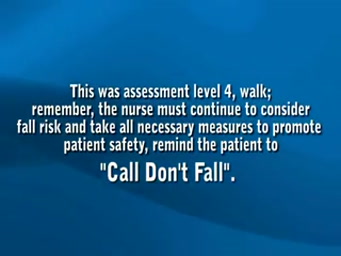 This was assessment level 4, walk;
remember, the nurse must continue to consider
fall risk and take all necessary measures to promote
patient safety, remind the patient to
"Call Don't Fall".